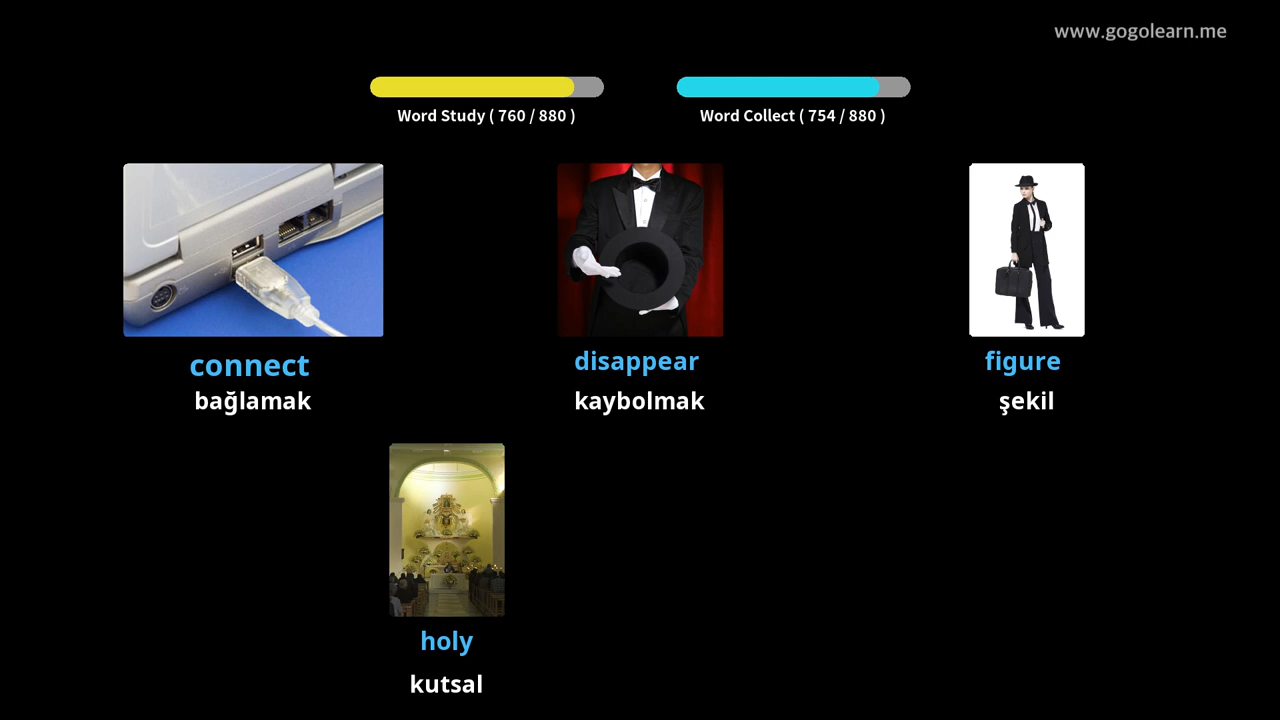 www.gogolearn.me
Word Study ( 760 / 880 )
Word Collect ( 754 / 880 )
connect
bağlamak
disappear
kaybolmak
figure
şekil
holy
kutsal